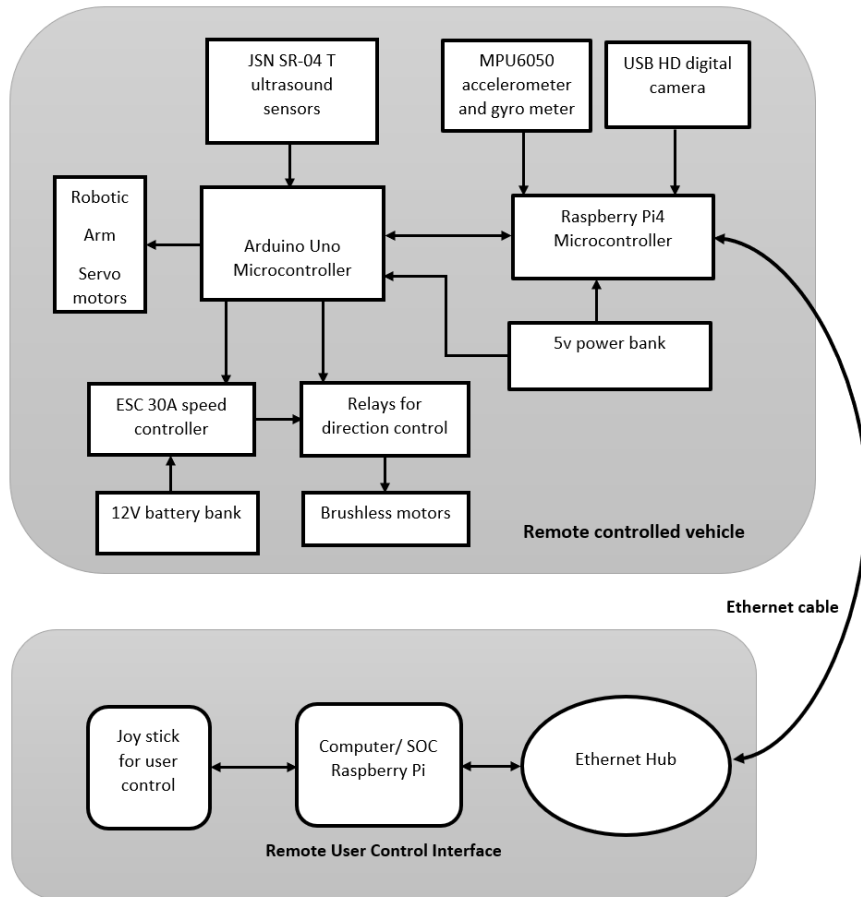 JSN SR-04 T
ultrasound
sensors
MPU6050
accelerometer
and gyro meter
USB HD digital
camera
Robotic
Arm
Servo
motors
Arduino Uno
Microcontroller
Raspberry Pi4
Microcontroller
5v power bank
ESC 30A speed
controller
Relays for
direction control
12V battery bank
Brushless motors
Remote controlled vehicle
Ethernet cable
Joy stick
for user
control
Computer/ SOC
Raspberry Pi
Ethernet Hub
Remote User Control Interface